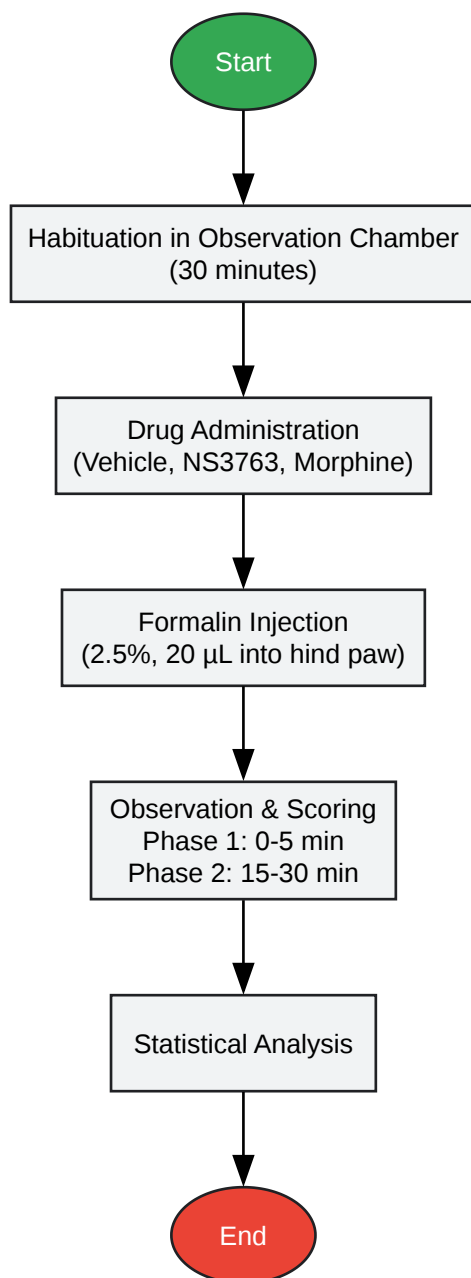 Start
Habituation in Observation Chamber
(30 minutes)
Drug Administration
(Vehicle, NS3763, Morphine)
Formalin Injection
(2.5%, 20 µL into hind paw)
Observation & Scoring
Phase 1: 0-5 min
Phase 2: 15-30 min
Statistical Analysis
End